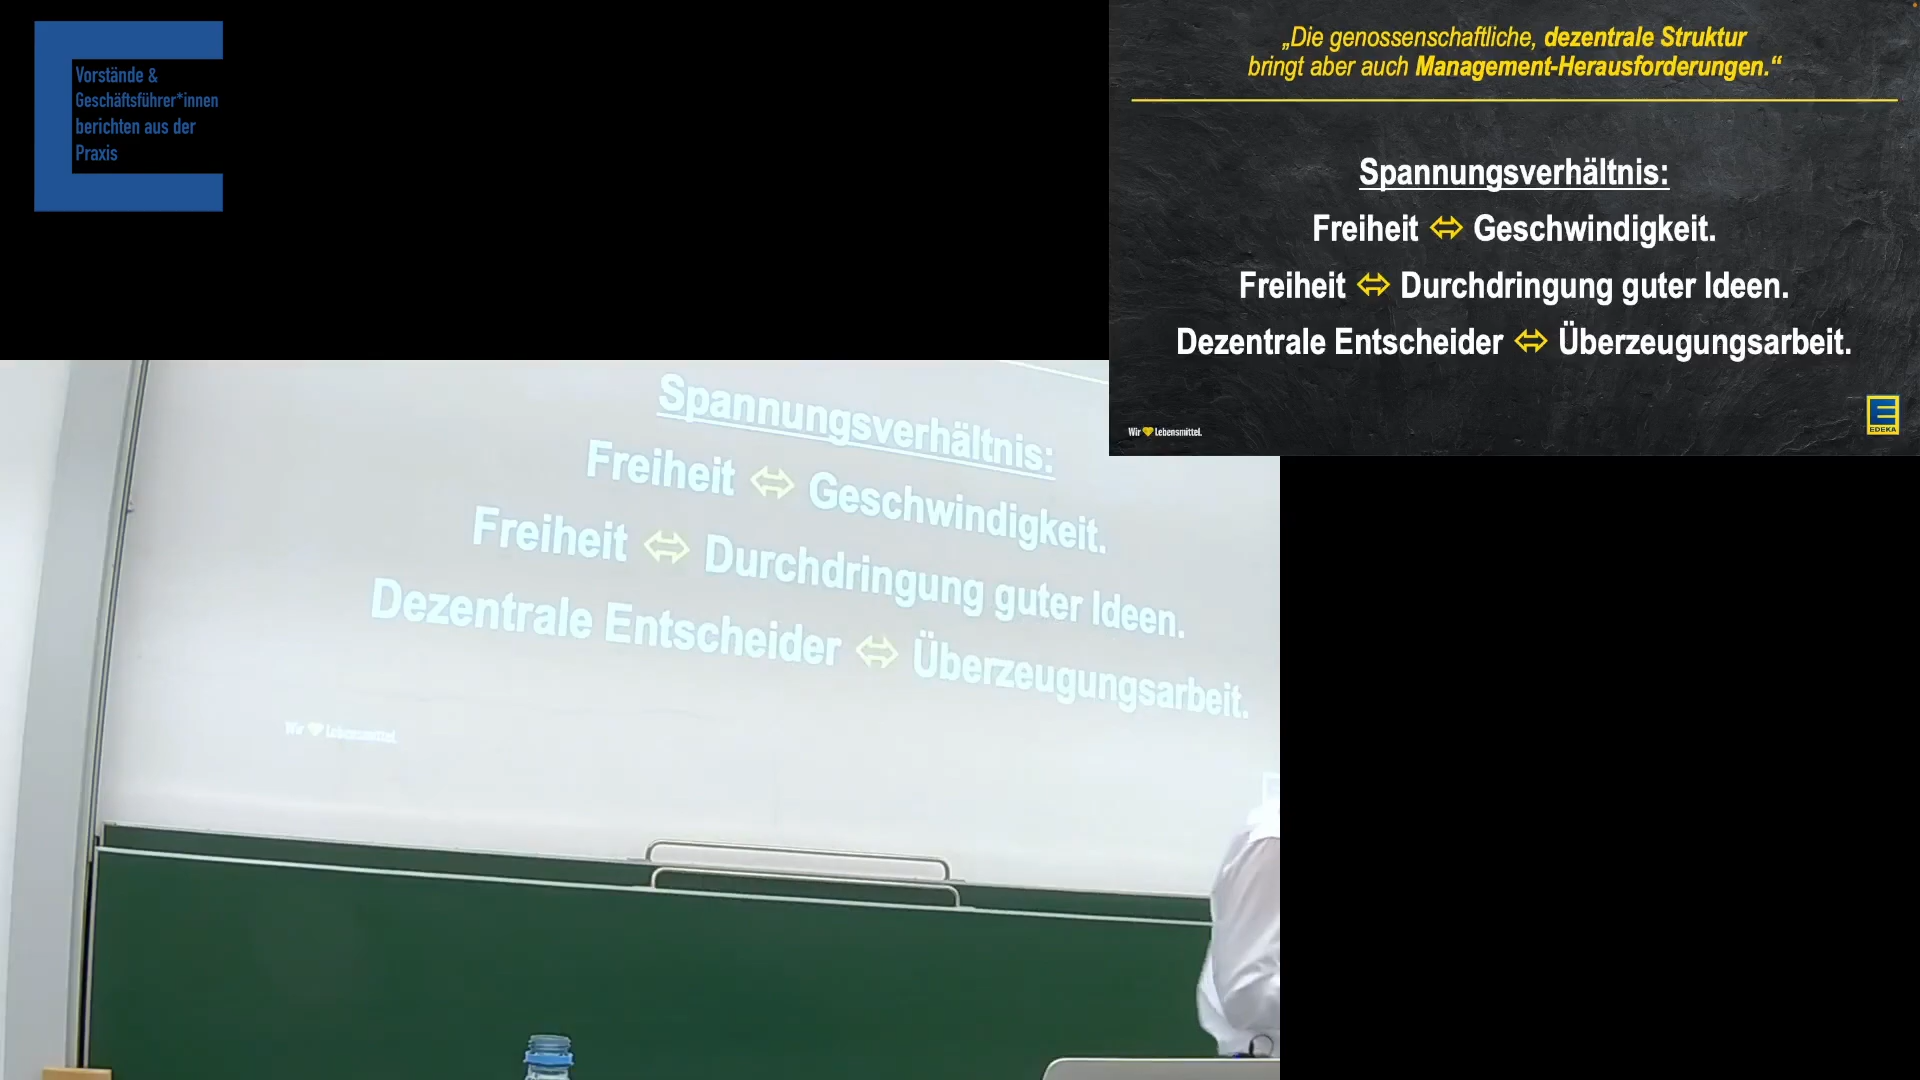 Vorstände &
Geschäftsführer*innen
berichten aus der
Praxis
„Die genossenschaftliche, dezentrale Struktur
bringt aber auch Management-Herausforderungen.“
Spannungsverhältnis:
Freiheit ⇔ Geschwindigkeit.
Freiheit ⇔ Durchdringung guter Ideen.
Dezentrale Entscheider ⇔ Überzeugungsarbeit.
Wir 💛 Lebensmittel.
EDEKA
Spannungsverhältnis:
Freiheit ⇔ Geschwindigkeit.
Freiheit ⇔ Durchdringung guter Ideen.
Dezentrale Entscheider ⇔ Überzeugungsarbeit.
Wir 💛 Lebensmittel.